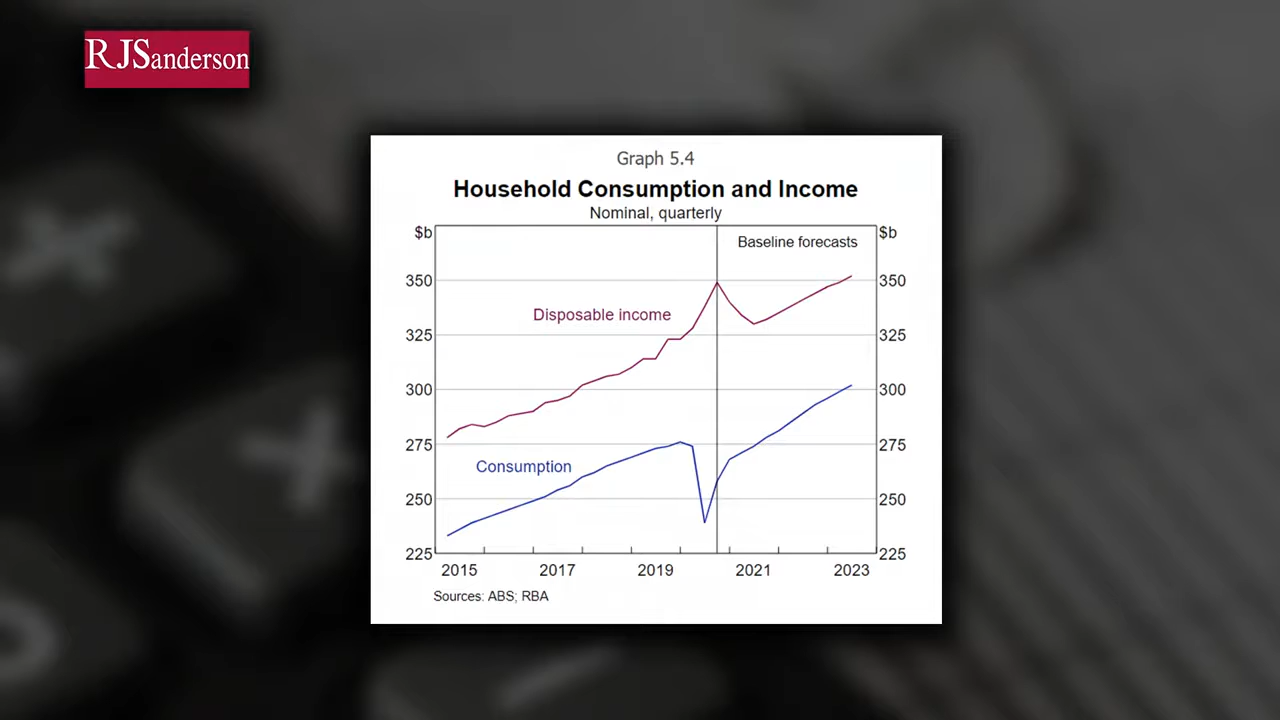 RJSanderson
Graph 5.4
Household Consumption and Income
Nominal, quarterly
$b $b
Baseline forecasts
350 350
Disposable income
325 325
300 300
275 275
Consumption
250 250
225 225
2015 2017 2019 2021 2023
Sources: ABS; RBA